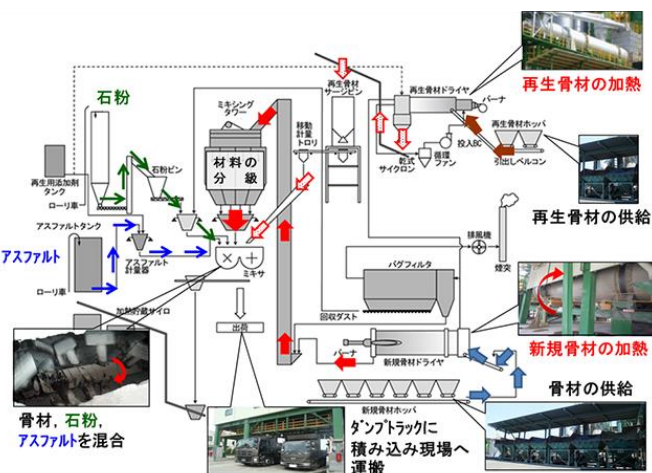 石粉
ミキシング
タワー
再生骨材
サージビン
移動
計量
トロリ
再生骨材ドライヤ
バーナ
再生骨材の加熱
再生骨材ホッパ
投入BC
引出しベルコン
循環
ファン
乾式
サイクロン
材料の
分級
石粉ビン
再生用添加剤
タンク
ローリ車
再生骨材の供給
アスファルトタンク
アスファルト
アスファルト
計量器
ローリ車
ミキサ
排風機
煙突
バグフィルタ
回収ダスト
加熱貯蔵サイロ
出荷
バーナ
新規骨材ドライヤ
新規骨材の加熱
骨材の供給
新規骨材ホッパ
骨材，石粉，
アスファルトを混合
ダンプトラックに
積み込み現場へ
運搬